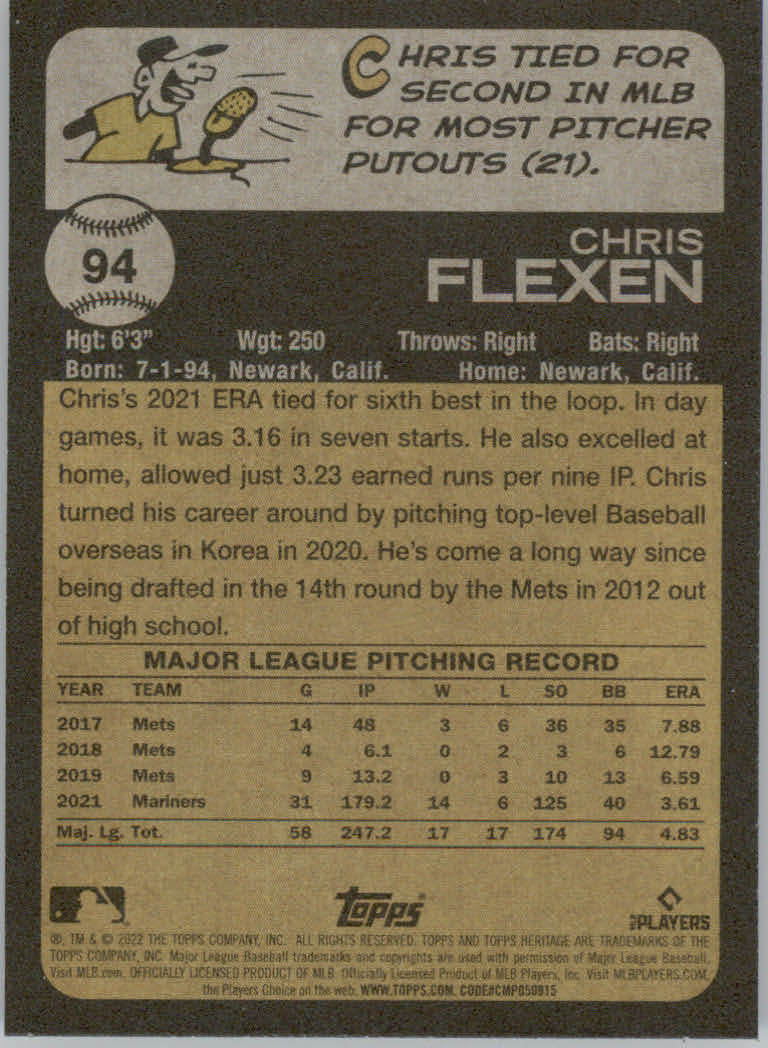 CHRIS TIED FOR
SECOND IN MLB
FOR MOST PITCHER
PUTOUTS (21).
94
CHRIS
FLEXEN
Hgt: 6'3" Wgt: 250 Throws: Right Bats: Right
Born: 7-1-94, Newark, Calif. Home: Newark, Calif.
Chris's 2021 ERA tied for sixth best in the loop. In day
games, it was 3.16 in seven starts. He also excelled at
home, allowed just 3.23 earned runs per nine IP. Chris
turned his career around by pitching top-level Baseball
overseas in Korea in 2020. He's come a long way since
being drafted in the 14th round by the Mets in 2012 out
of high school.
MAJOR LEAGUE PITCHING RECORD
YEAR TEAM G IP W L SO BB ERA
2017 Mets 14 48 3 6 36 35 7.88
2018 Mets 4 6.1 0 2 3 6 12.79
2019 Mets 9 13.2 0 3 10 13 6.59
2021 Mariners 31 179.2 14 6 125 40 3.61
Maj. Lg. Tot. 58 247.2 17 17 174 94 4.83
Topps®
MLB PLAYERS
®, TM & © 2022 THE TOPPS COMPANY, INC. ALL RIGHTS RESERVED. TOPPS AND TOPPS HERITAGE ARE TRADEMARKS OF THE
TOPPS COMPANY, INC. Major League Baseball trademarks and copyrights are used with permission of Major League Baseball.
Visit MLB.com. OFFICIALLY LICENSED PRODUCT OF MLB Officially Licensed Product of MLB Players, Inc. Visit MLBPLAYERS.COM,
the Players Choice on the web. WWW.TOPPS.COM. CODE#CMP050915